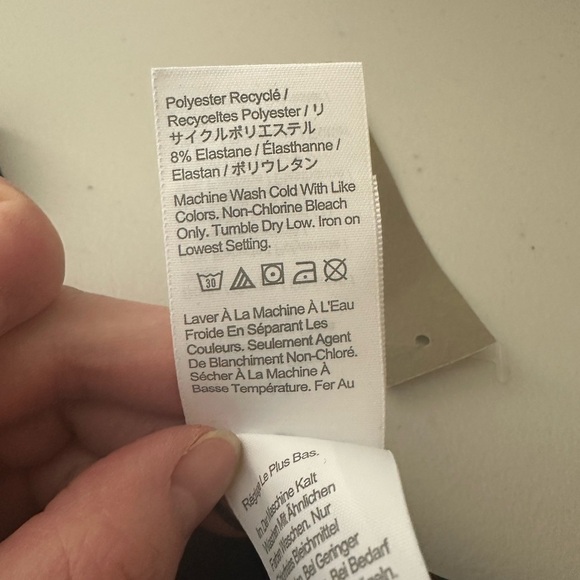 Polyester Recyclé /
Recyceltes Polyester / リ
サイクルポリエステル
8% Elastane / Élasthanne /
Elastan / ポリウレタン
Machine Wash Cold With Like
Colors. Non-Chlorine Bleach
Only. Tumble Dry Low. Iron on
Lowest Setting.
30
Laver À La Machine À L'Eau
Froide En Séparant Les
Couleurs. Seulement Agent
De Blanchiment Non-Chloré.
Sécher À La Machine À
Basse Température. Fer Au
Réglé Le Plus Bas.
In Der Maschine Kalt
Waschen Mit Ähnlichen
Farben Waschen. Nur
Bleichmittel
Bei Geringer
Bei Bedarf